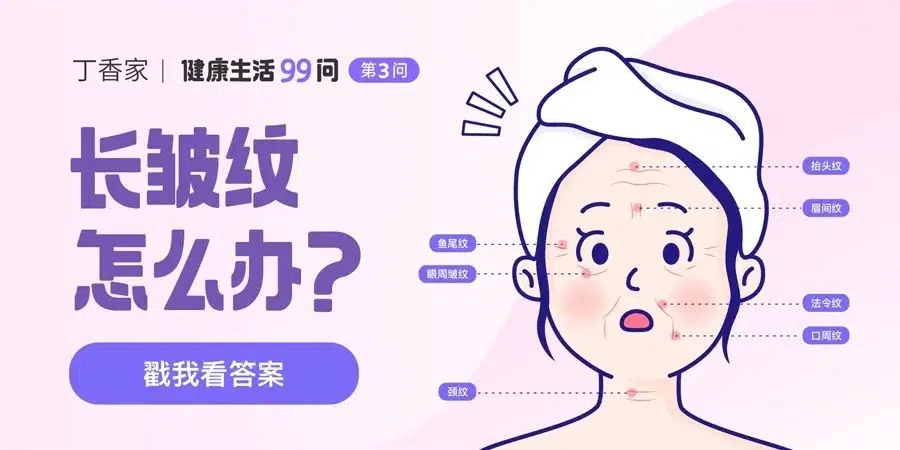 丁香家｜健康生活99问 第3问
长皱纹
怎么办?
戳我看答案
抬头纹
眉间纹
鱼尾纹
眼周皱纹
法令纹
口周纹
颈纹